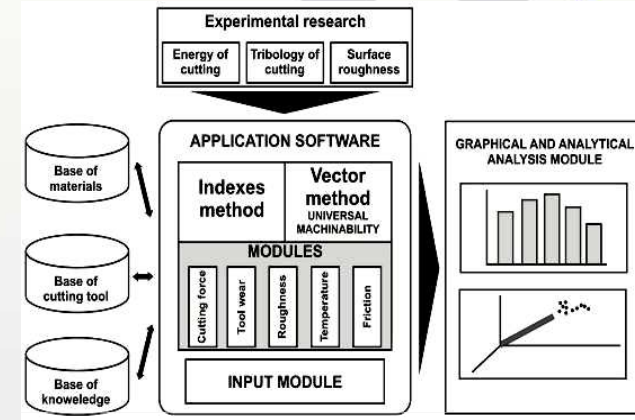 Experimental research
Energy of
cutting
Tribology of
cutting
Surface
roughness
APPLICATION SOFTWARE
Indexes
method
Vector
method
UNIVERSAL
MACHINABILITY
MODULES
Cutting force
Tool wear
Roughness
Temperature
Friction
INPUT MODULE
Base of
materials
Base of
cutting tool
Base of
knoweledge
GRAPHICAL AND ANALYTICAL
ANALYSIS MODULE